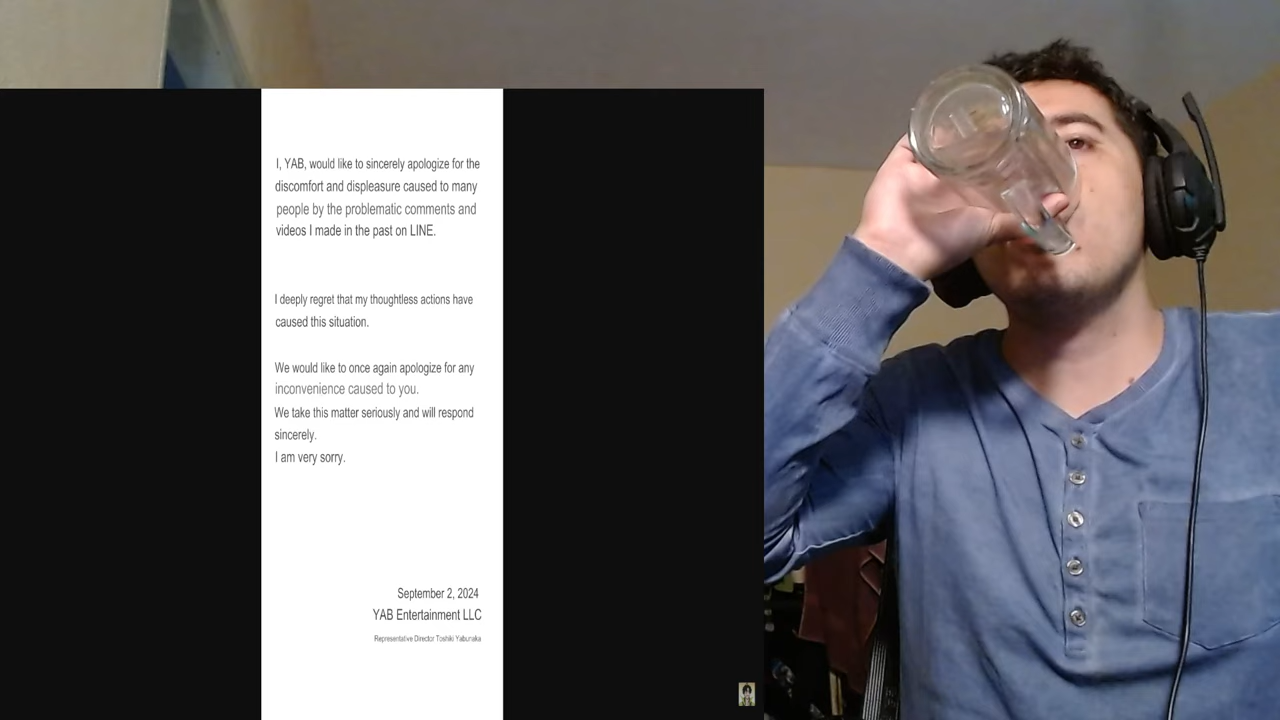 I, YAB, would like to sincerely apologize for the
discomfort and displeasure caused to many
people by the problematic comments and
videos I made in the past on LINE.
I deeply regret that my thoughtless actions have
caused this situation.
We would like to once again apologize for any
inconvenience caused to you.
We take this matter seriously and will respond
sincerely.
I am very sorry.
September 2, 2024
YAB Entertainment LLC
Representative Director Toshiki Yabunaka